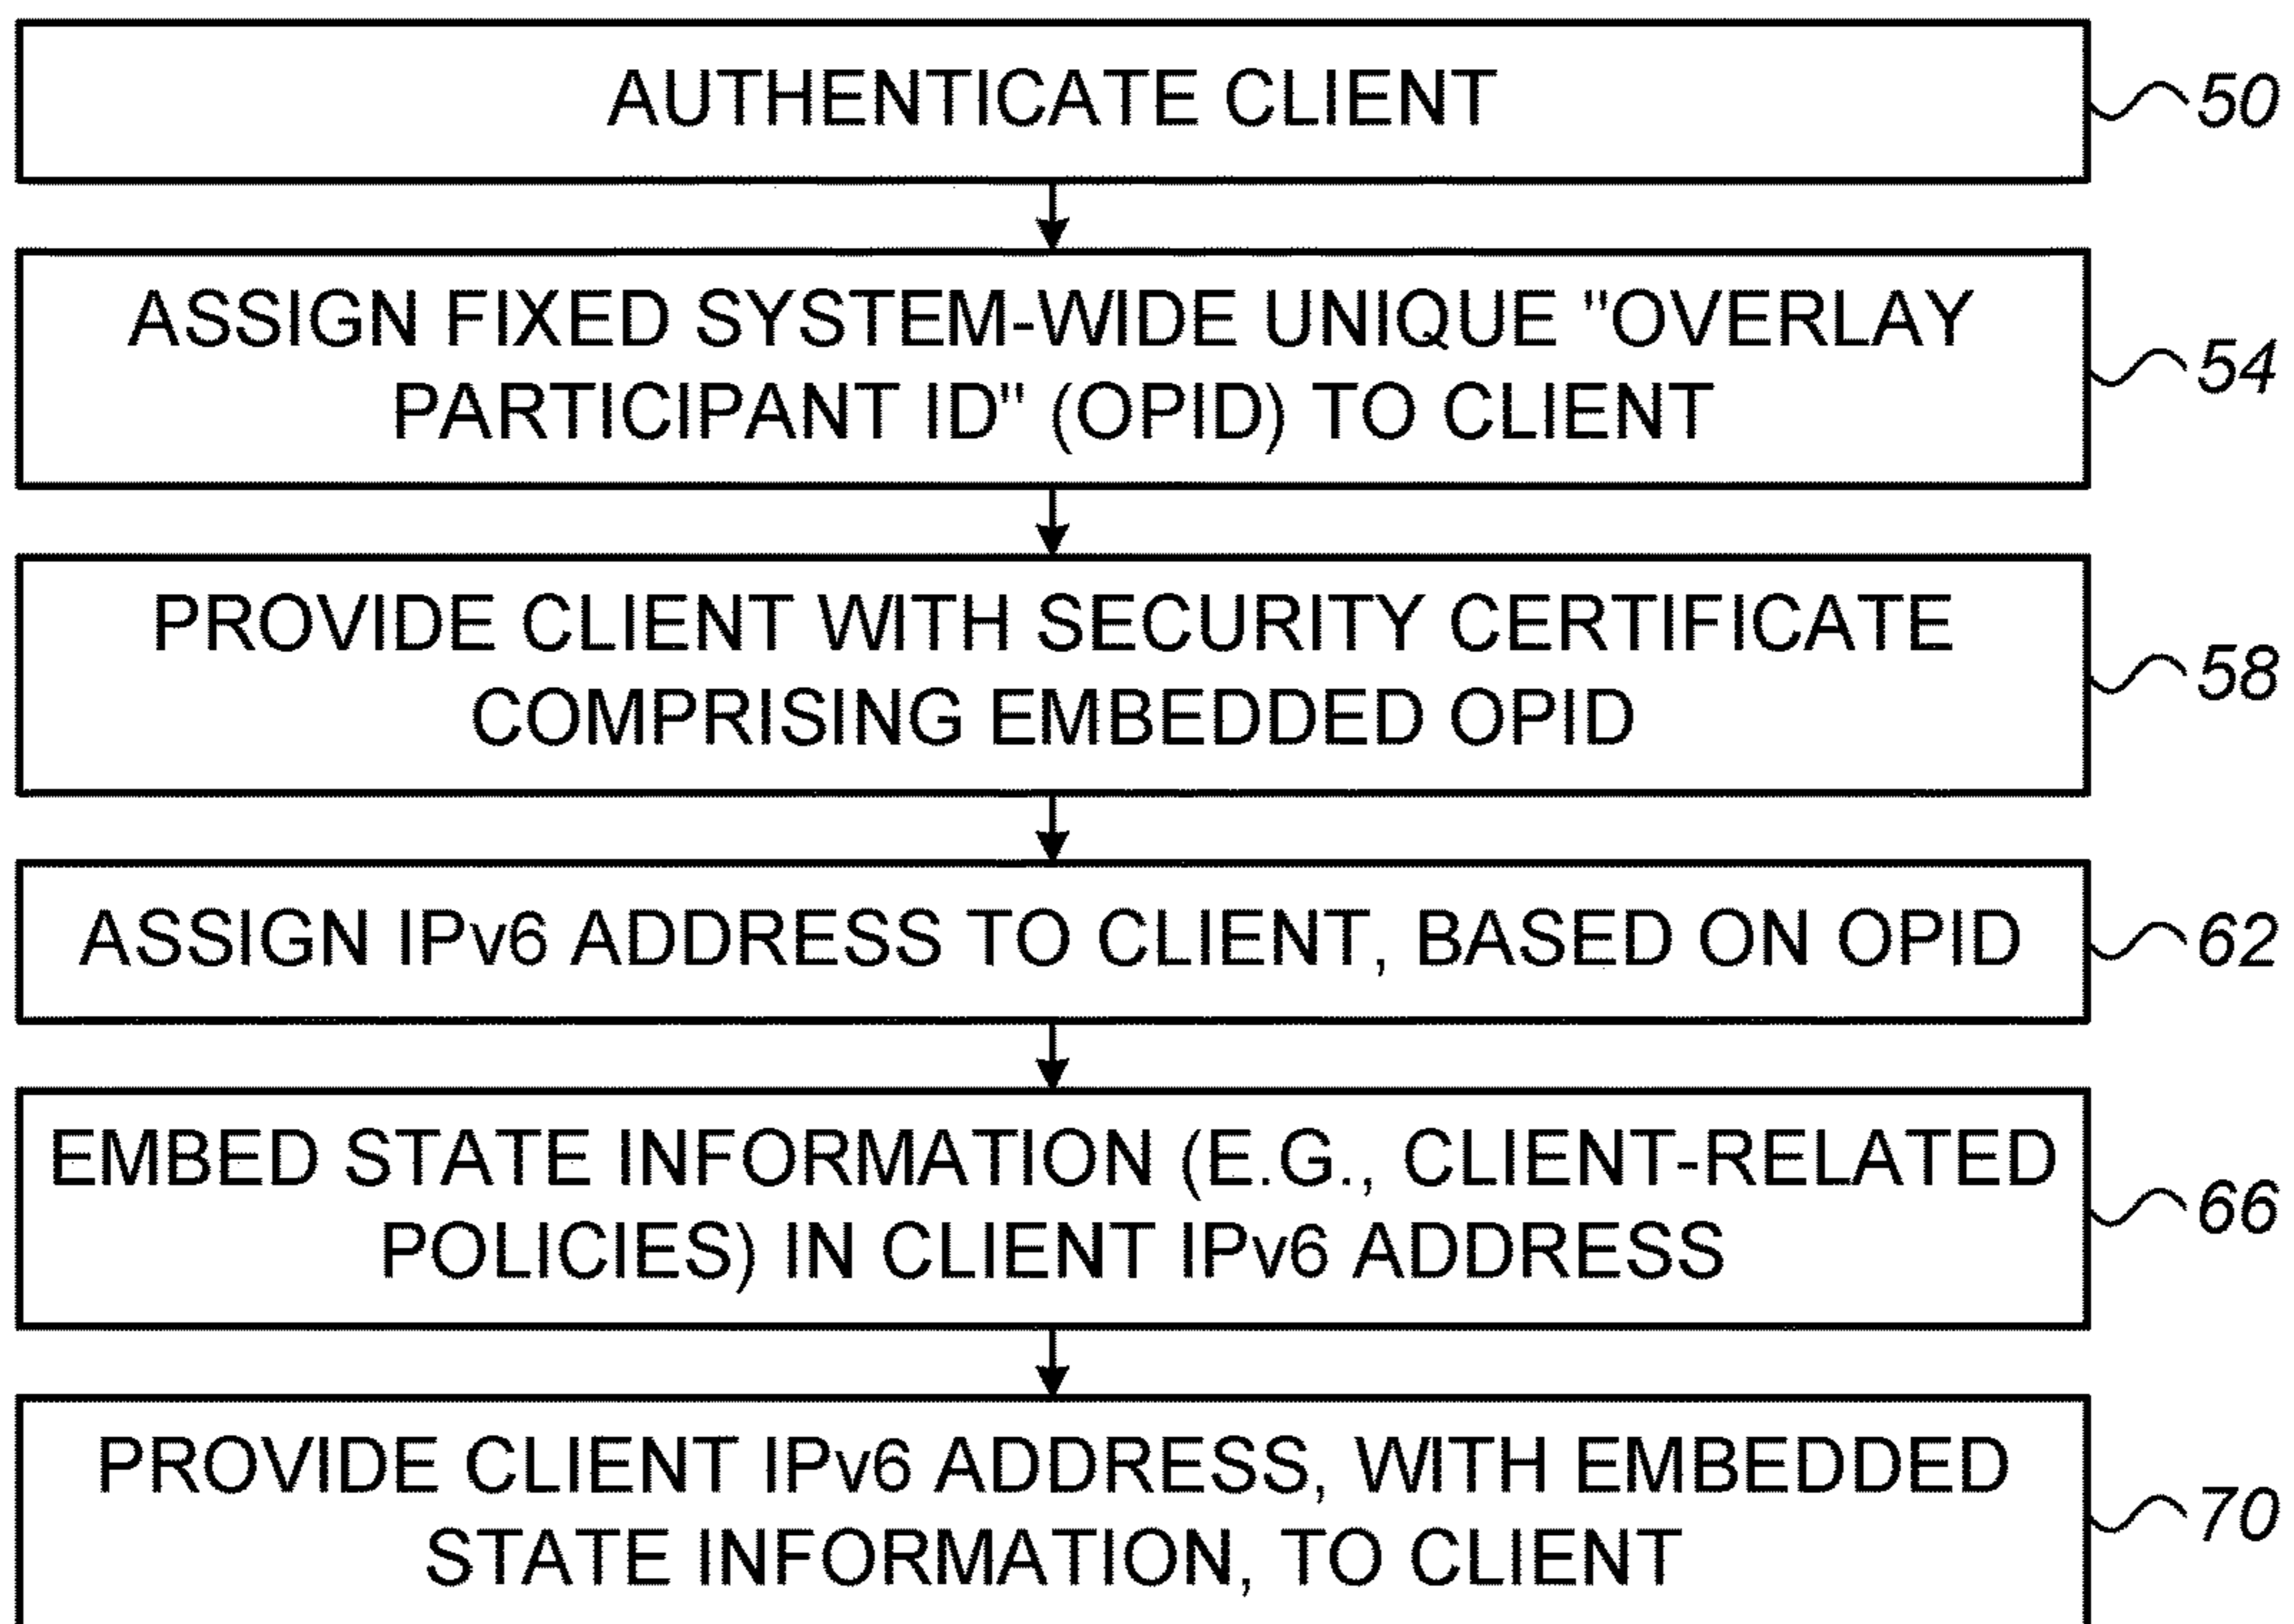 AUTHENTICATE CLIENT
50
ASSIGN FIXED SYSTEM-WIDE UNIQUE "OVERLAY
PARTICIPANT ID" (OPID) TO CLIENT
54
PROVIDE CLIENT WITH SECURITY CERTIFICATE
COMPRISING EMBEDDED OPID
58
ASSIGN IPv6 ADDRESS TO CLIENT, BASED ON OPID
62
EMBED STATE INFORMATION (E.G., CLIENT-RELATED
POLICIES) IN CLIENT IPv6 ADDRESS
66
PROVIDE CLIENT IPv6 ADDRESS, WITH EMBEDDED
STATE INFORMATION, TO CLIENT
70